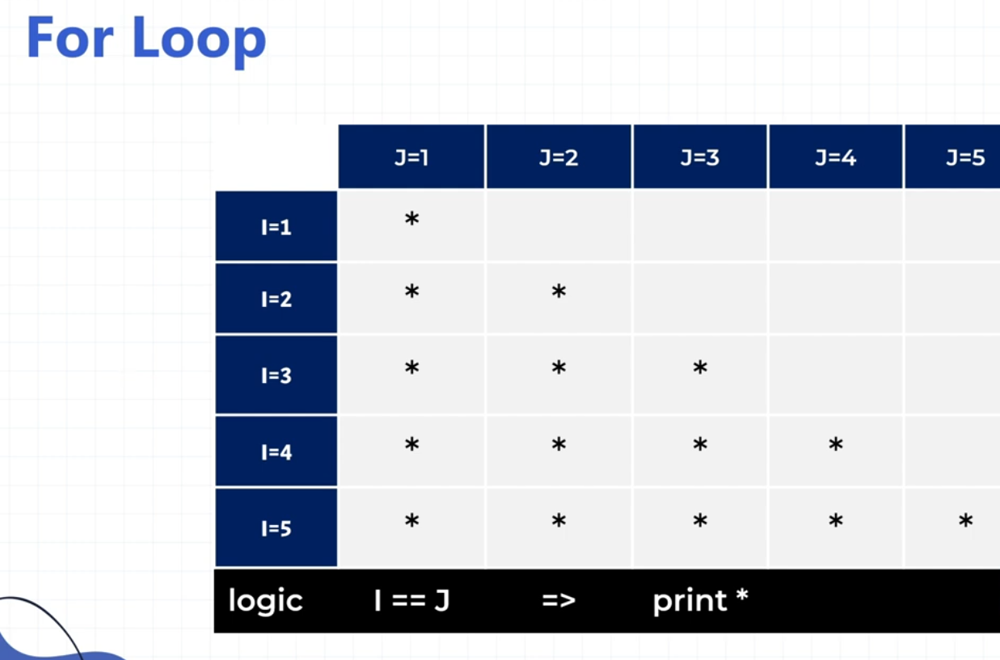 For Loop
J=1 J=2 J=3 J=4 J=5
I=1 *
I=2 * *
I=3 * * *
I=4 * * * *
I=5 * * * * *
logic I == J => print *